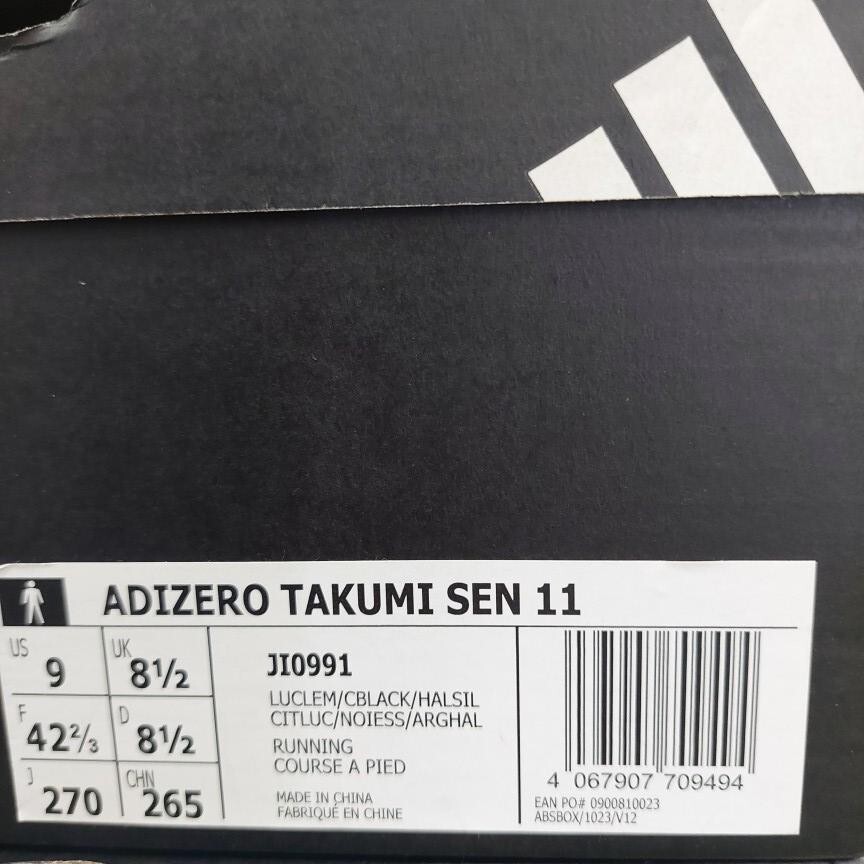 ADIZERO TAKUMI SEN 11
US 9 UK 8½
F 42⅔ D 8½
J 270 CHN 265
JI0991
LUCLEM/CBLACK/HALSIL
CITLUC/NOIESS/ARGHAL
RUNNING
COURSE A PIED
MADE IN CHINA
FABRIQUÉ EN CHINE
4 067907 709494
EAN PO# 0900810023
ABSBOX/1023/V12